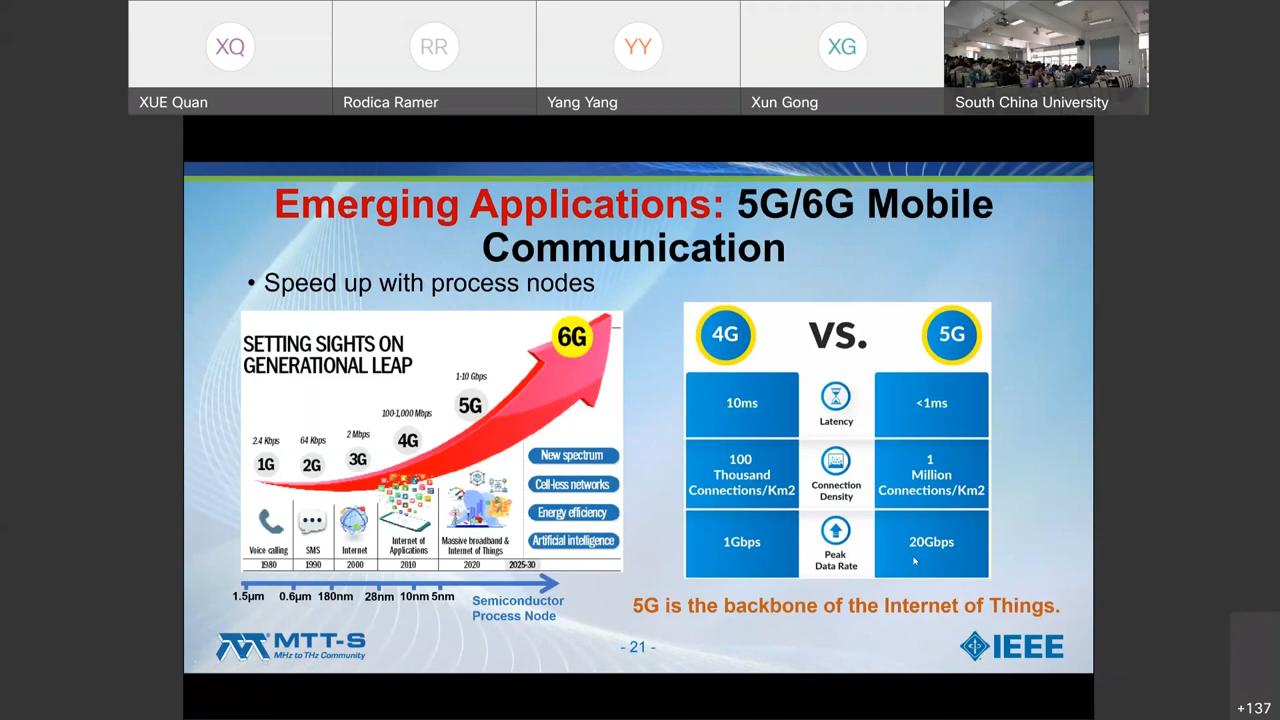 XQ
RR
YY
XG
XUE Quan
Rodica Ramer
Yang Yang
Xun Gong
South China University
Emerging Applications: 5G/6G Mobile
Communication
• Speed up with process nodes
SETTING SIGHTS ON
GENERATIONAL LEAP
6G
1-10 Gbps
5G
100-1,000 Mbps
4G
2 Mbps
3G
64 Kbps
2G
2.4 Kbps
1G
New spectrum
Cell-less networks
Energy efficiency
Artificial intelligence
Voice calling
SMS
Internet
Internet of
Applications
Massive broadband &
Internet of Things
1980
1990
2000
2010
2020
2025-30
1.5μm
0.6μm
180nm
28nm
10nm
5nm
Semiconductor
Process Node
4G
VS.
5G
10ms
Latency
<1ms
100
Thousand
Connections/Km2
Connection
Density
1
Million
Connections/Km2
1Gbps
Peak
Data Rate
20Gbps
5G is the backbone of the Internet of Things.
MTT-S
MHz to THz Community
- 21 -
IEEE
+137